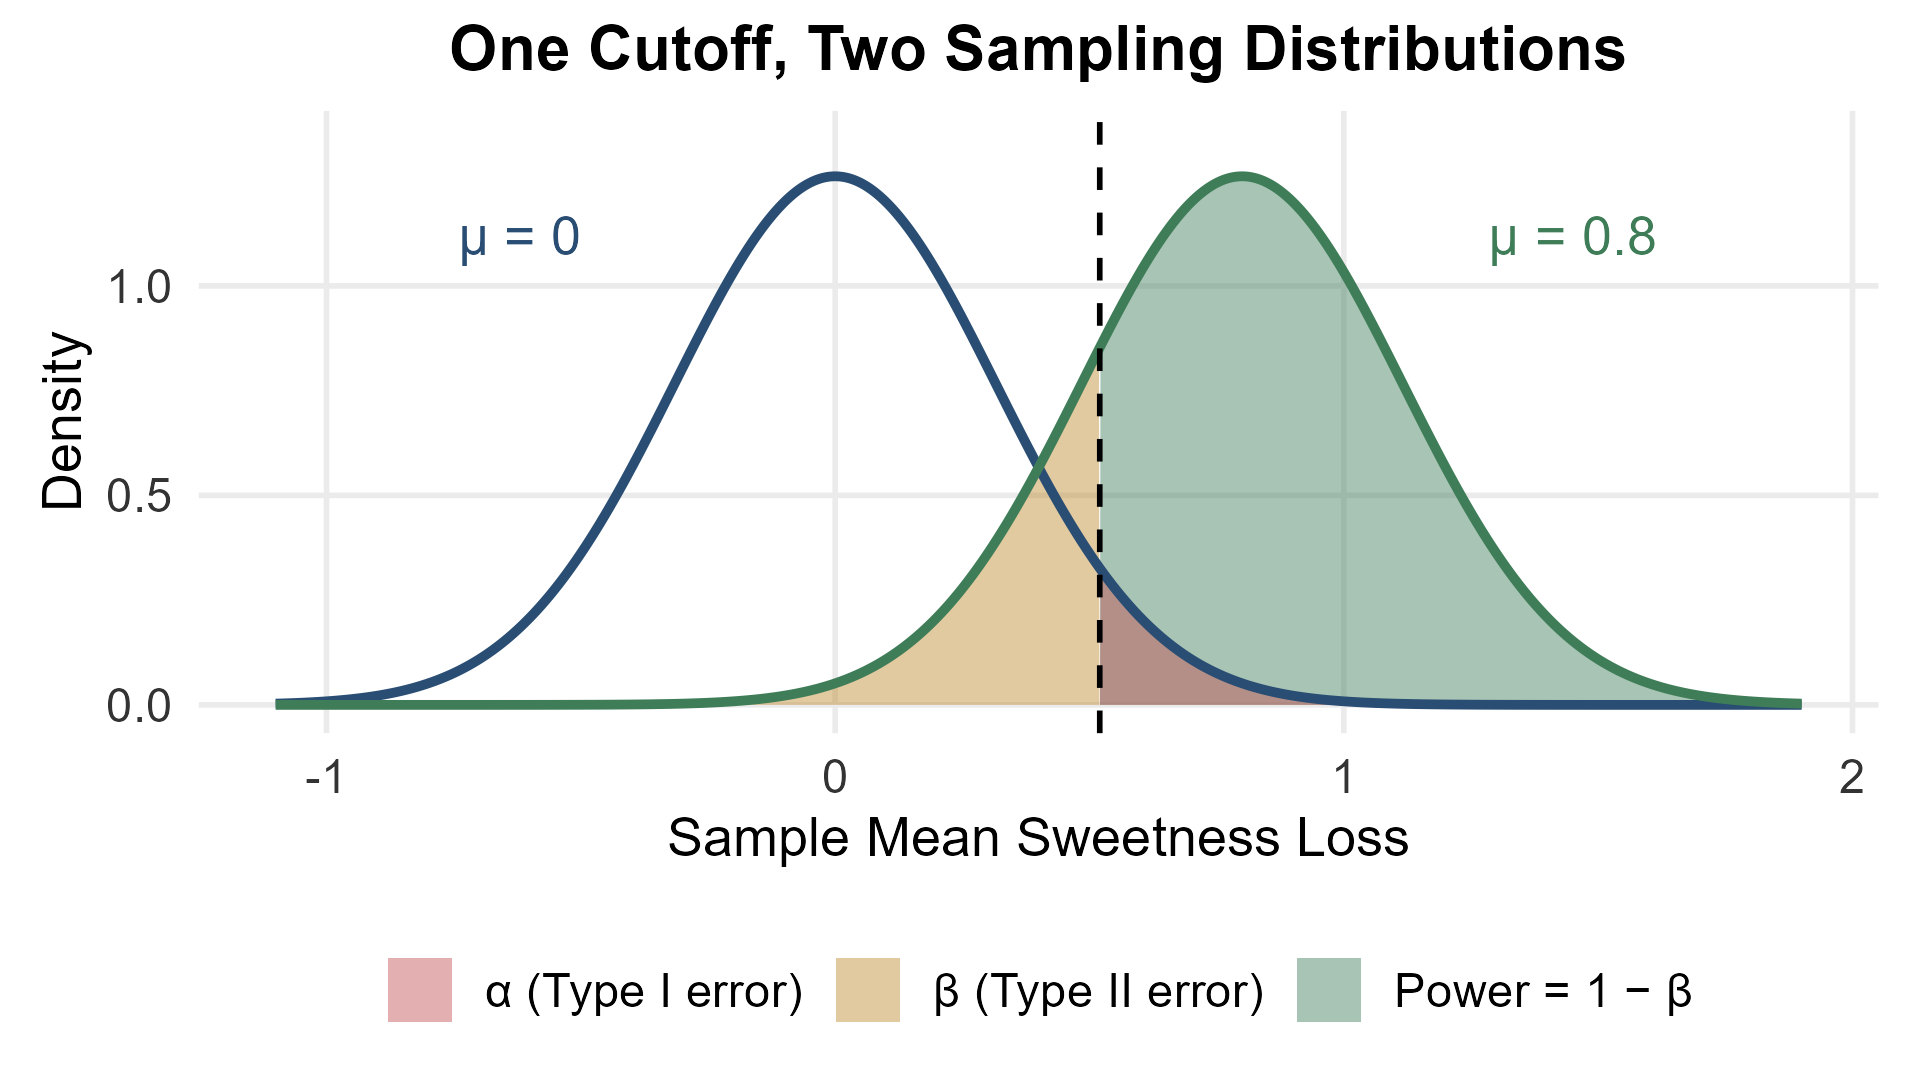 One Cutoff, Two Sampling Distributions
μ = 0
μ = 0.8
Density
1.0
0.5
0.0
-1 0 1 2
Sample Mean Sweetness Loss
α (Type I error) β (Type II error) Power = 1 − β